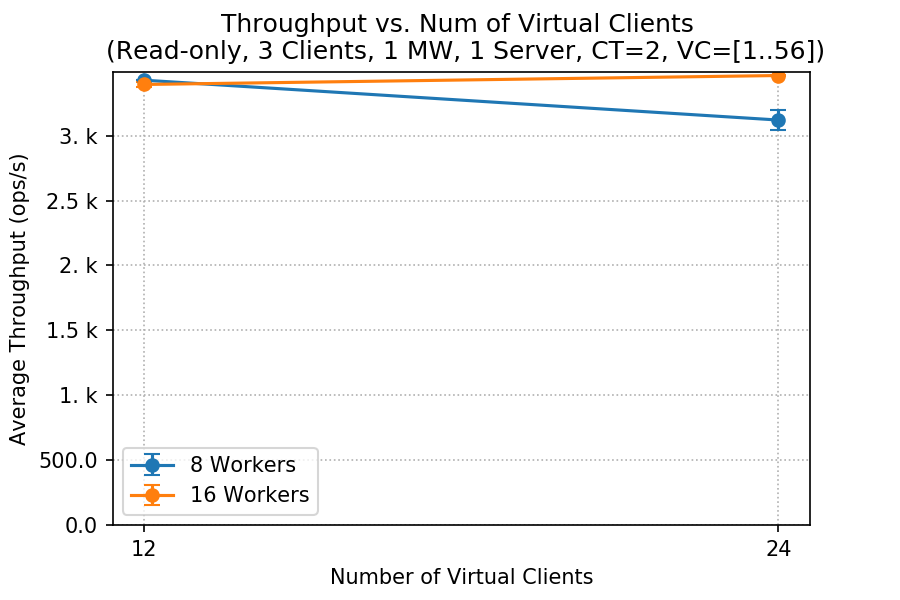 Throughput vs. Num of Virtual Clients
(Read-only, 3 Clients, 1 MW, 1 Server, CT=2, VC=[1..56])
Average Throughput (ops/s)
3. k
2.5 k
2. k
1.5 k
1. k
500.0
0.0
8 Workers
16 Workers
12
24
Number of Virtual Clients